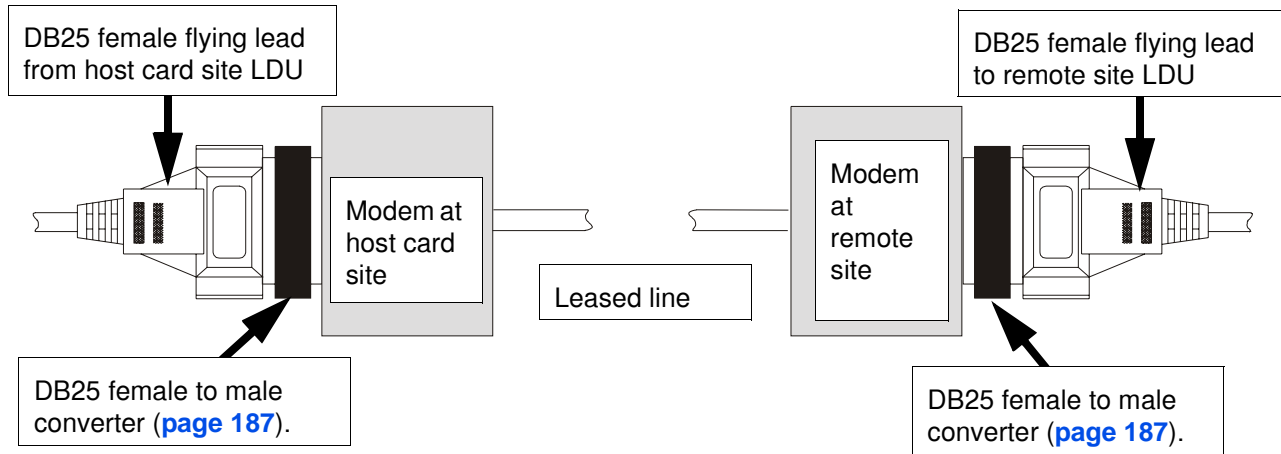 DB25 female flying lead
from host card site LDU
DB25 female flying lead
to remote site LDU
Modem at
host card
site
Modem
at
remote
site
Leased line
DB25 female to male
converter (page 187).
DB25 female to male
converter (page 187).